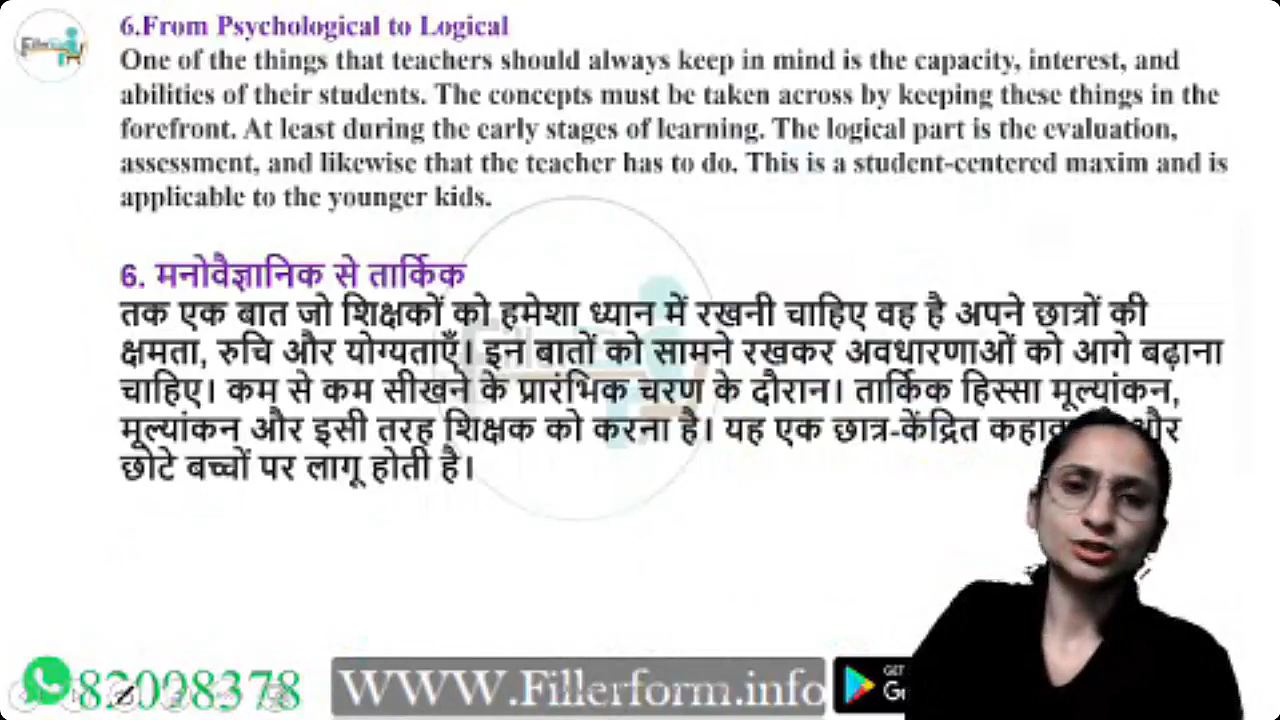 6.From Psychological to Logical
One of the things that teachers should always keep in mind is the capacity, interest, and
abilities of their students. The concepts must be taken across by keeping these things in the
forefront. At least during the early stages of learning. The logical part is the evaluation,
assessment, and likewise that the teacher has to do. This is a student-centered maxim and is
applicable to the younger kids.
6. मनोवैज्ञानिक से तार्किक
तक एक बात जो शिक्षकों को हमेशा ध्यान में रखनी चाहिए वह है अपने छात्रों की
क्षमता, रुचि और योग्यताएँ। इन बातों को सामने रखकर अवधारणाओं को आगे बढ़ाना
चाहिए। कम से कम सीखने के प्रारंभिक चरण के दौरान। तार्किक हिस्सा मूल्यांकन,
मूल्यांकन और इसी तरह शिक्षक को करना है। यह एक छात्र-केंद्रित और
छोटे बच्चों पर लागू होती है।
WWW.Fillerform.info
GET